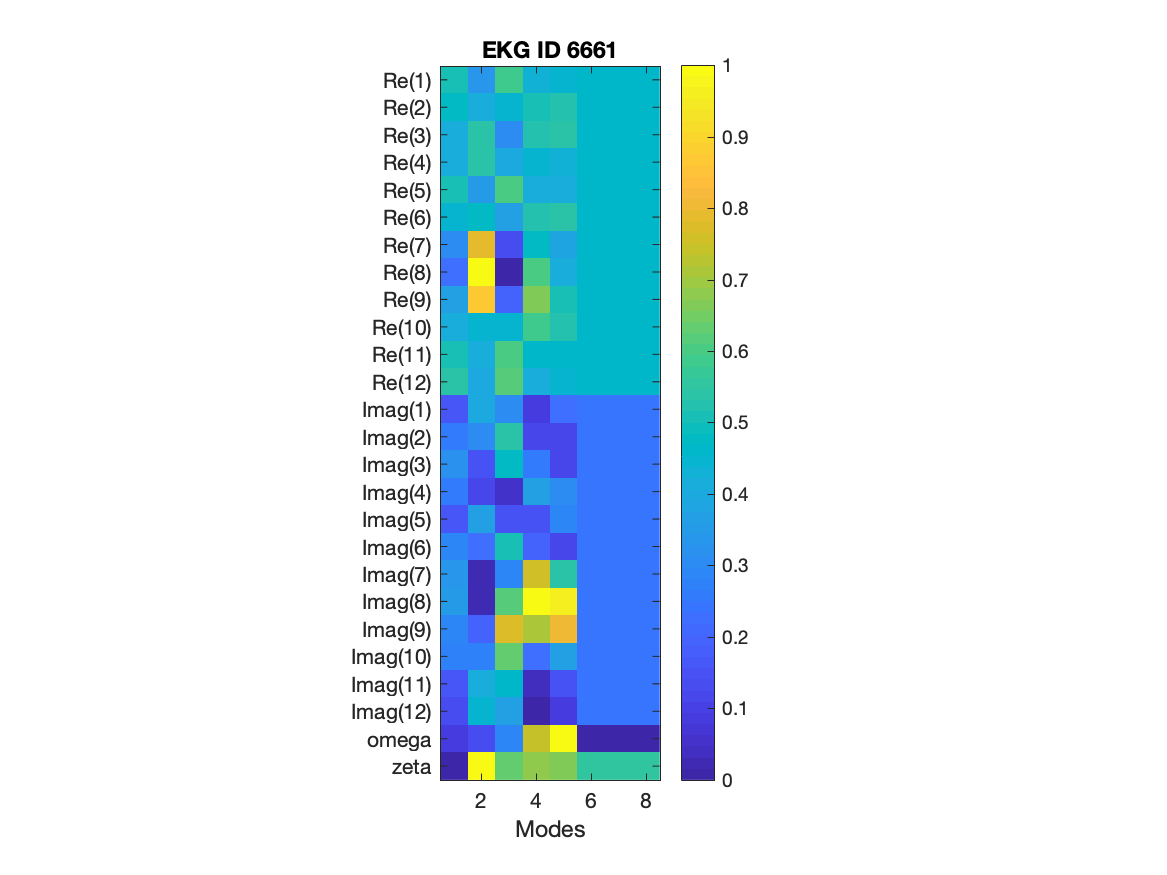 EKG ID 6661
Re(1)
Re(2)
Re(3)
Re(4)
Re(5)
Re(6)
Re(7)
Re(8)
Re(9)
Re(10)
Re(11)
Re(12)
Imag(1)
Imag(2)
Imag(3)
Imag(4)
Imag(5)
Imag(6)
Imag(7)
Imag(8)
Imag(9)
Imag(10)
Imag(11)
Imag(12)
omega
zeta
2 4 6 8
Modes
1
0.9
0.8
0.7
0.6
0.5
0.4
0.3
0.2
0.1
0